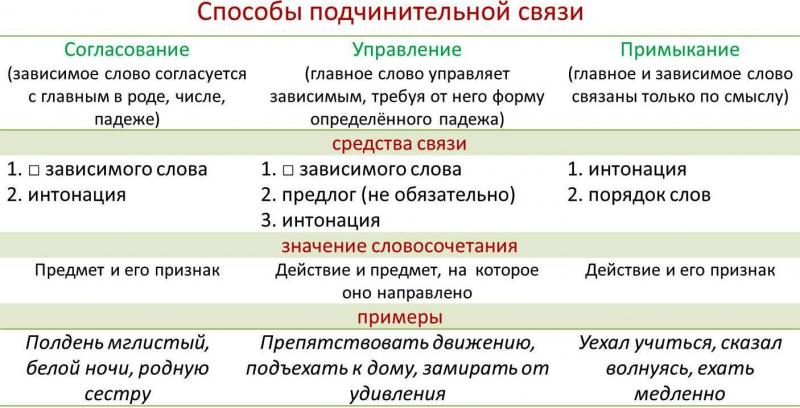 Способы подчинительной связи
Согласование
(зависимое слово согласуется
с главным в роде, числе,
падеже)
Управление
(главное слово управляет
зависимым, требуя от него форму
определённого падежа)
Примыкание
(главное и зависимое слово
связаны только по смыслу)
средства связи
1. □ зависимого слова
2. интонация
1. □ зависимого слова
2. предлог (не обязательно)
3. интонация
1. интонация
2. порядок слов
значение словосочетания
Предмет и его признак
Действие и предмет, на которое
оно направлено
Действие и его признак
примеры
Полдень мглистый,
белой ночи, родную
сестру
Препятствовать движению,
подъехать к дому, замирать от
удивления
Уехал учиться, сказал
волнуясь, ехать
медленно